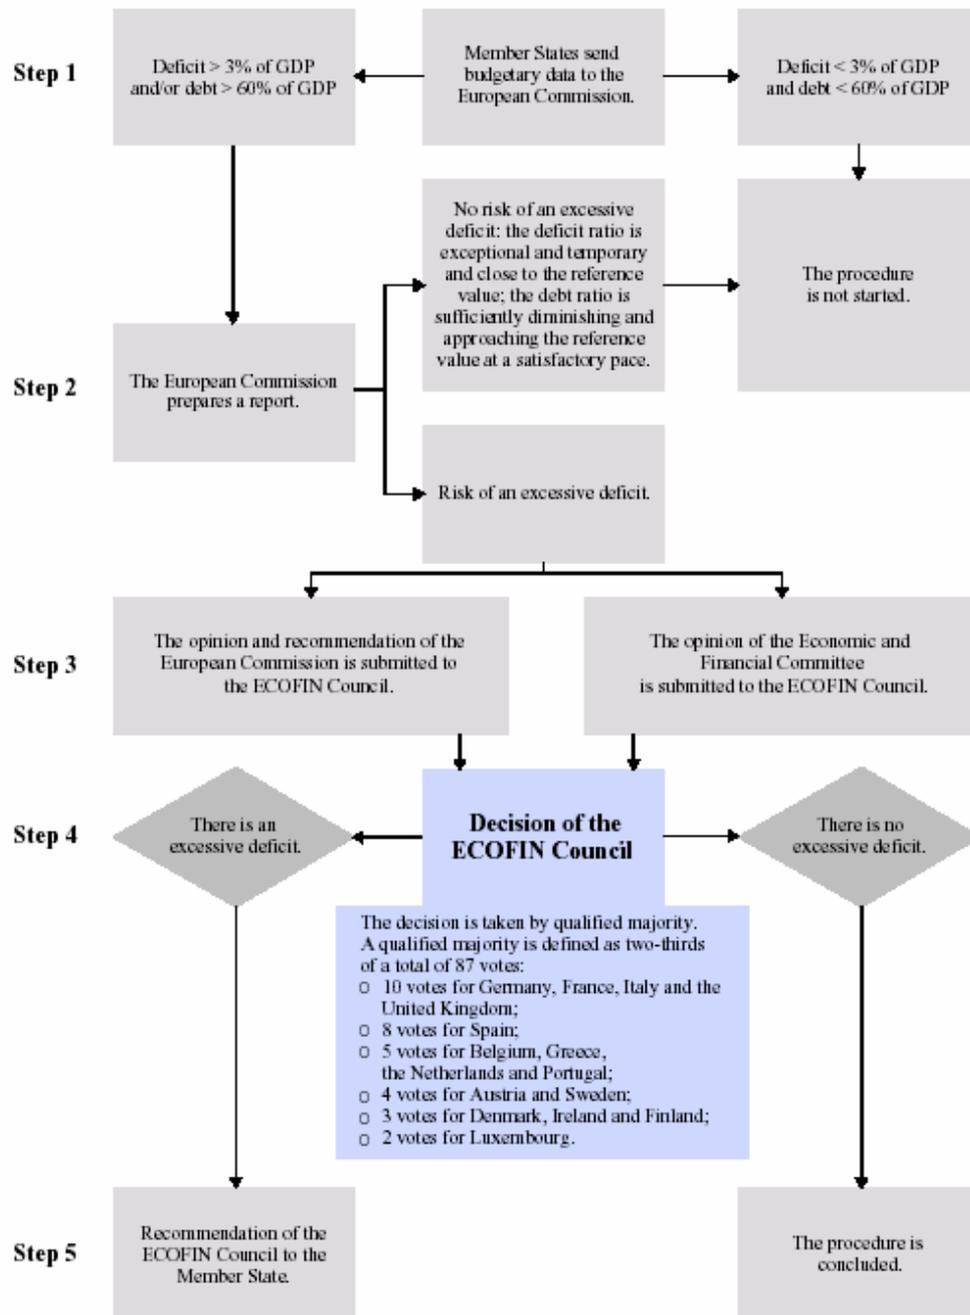 Step 1
Deficit > 3% of GDP
and/or debt > 60% of GDP
Member States send
budgetary data to the
European Commission.
Deficit < 3% of GDP
and debt < 60% of GDP
No risk of an excessive
deficit: the deficit ratio is
exceptional and temporary
and close to the reference
value; the debt ratio is
sufficiently diminishing and
approaching the reference
value at a satisfactory pace.
The procedure
is not started.
Step 2
The European Commission
prepares a report.
Risk of an excessive deficit.
Step 3
The opinion and recommendation of the
European Commission is submitted to
the ECOFIN Council.
The opinion of the Economic and
Financial Committee
is submitted to the ECOFIN Council.
Step 4
There is an
excessive deficit.
Decision of the
ECOFIN Council
There is no
excessive deficit.
The decision is taken by qualified majority.
A qualified majority is defined as two-thirds
of a total of 87 votes:
o 10 votes for Germany, France, Italy and the
United Kingdom;
o 8 votes for Spain;
o 5 votes for Belgium, Greece,
the Netherlands and Portugal;
o 4 votes for Austria and Sweden;
o 3 votes for Denmark, Ireland and Finland;
o 2 votes for Luxembourg.
Step 5
Recommendation of the
ECOFIN Council to the
Member State.
The procedure is
concluded.